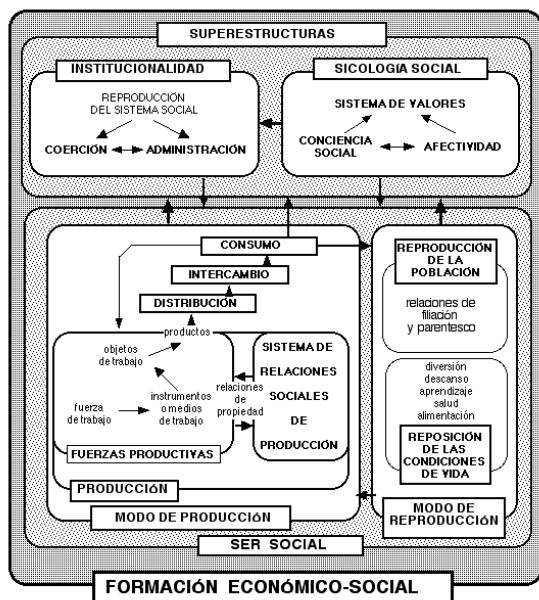 SUPERESTRUCTURAS
INSTITUCIONALIDAD
REPRODUCCIÓN
DEL SISTEMA SOCIAL
COERCIÓN
ADMINISTRACIÓN
SICOLOGÍA SOCIAL
SISTEMA DE VALORES
CONCIENCIA
SOCIAL
AFECTIVIDAD
CONSUMO
INTERCAMBIO
DISTRIBUCIÓN
productos
objetos
de trabajo
fuerza
de trabajo
instrumentos
o medios
de trabajo
relaciones
de
propiedad
FUERZAS PRODUCTIVAS
SISTEMA DE
RELACIONES
SOCIALES
DE
PRODUCCIÓN
PRODUCCIÓN
MODO DE PRODUCCIÓN
REPRODUCCIÓN
DE LA
POBLACIÓN
relaciones de
filiación
y parentesco
diversión
descanso
aprendizaje
salud
alimentación
REPOSICIÓN
DE LAS
CONDICIONES
DE VIDA
MODO DE
REPRODUCCIÓN
SER SOCIAL
FORMACIÓN ECONÓMICO-SOCIAL